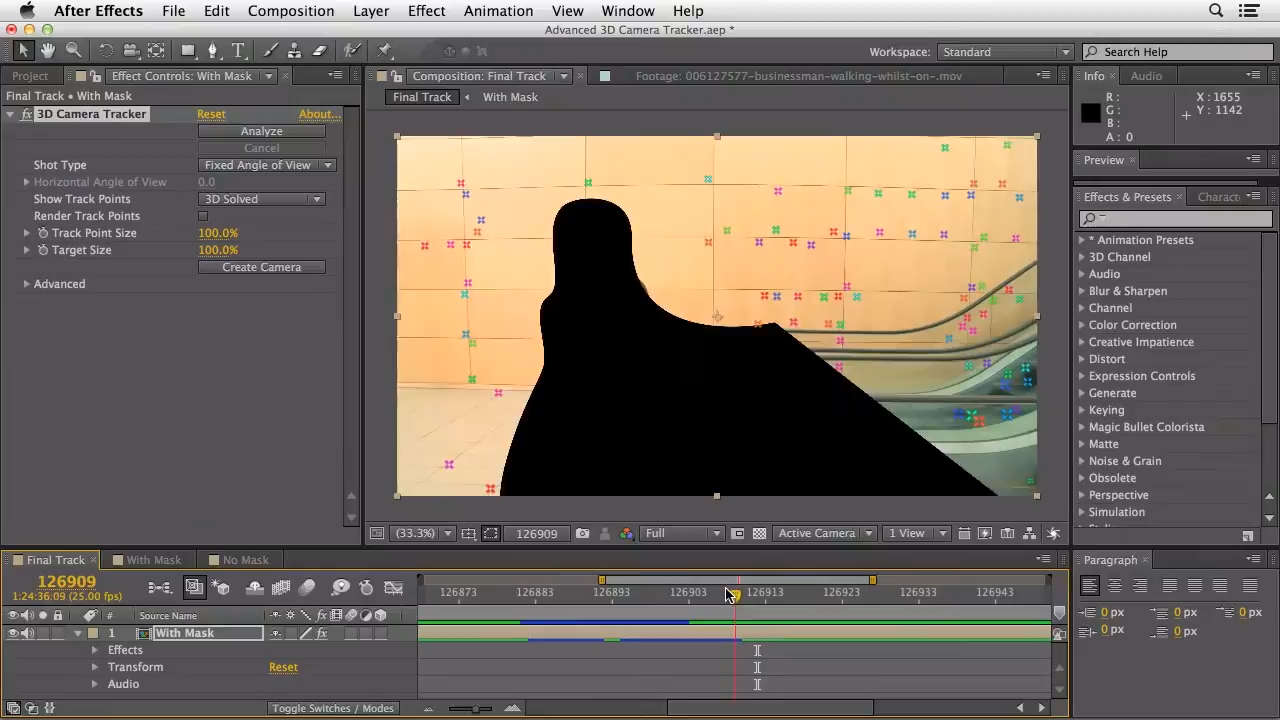 After Effects File Edit Composition Layer Effect Animation View Window Help
Advanced 3D Camera Tracker.aep *
Workspace: Standard Search Help
Project Effect Controls: With Mask Composition: Final Track Footage: 006127577-businessman-walking-whilst-on-.mov Info Audio
Final Track • With Mask Final Track With Mask
R: X: 1655
G: Y: 1142
B:
A: 0
fx 3D Camera Tracker Reset About...
Analyze
Cancel
Shot Type Fixed Angle of View
Horizontal Angle of View 0.0
Show Track Points 3D Solved
Render Track Points
Track Point Size 100.0%
Target Size 100.0%
Create Camera
Advanced
Preview
Effects & Presets
* Animation Presets
3D Channel
Audio
Blur & Sharpen
Channel
Color Correction
Creative Impatience
Distort
Expression Controls
Generate
Keying
Magic Bullet Colorista
Matte
Noise & Grain
Obsolete
Perspective
Simulation
(33.3%) 126909 Full Active Camera 1 View
Final Track With Mask No Mask
126909
1:24:36:09 (25.00 fps)
126873 126883 126893 126903 126913 126923 126933 126943
# Source Name
1 With Mask
Effects
Transform Reset
Audio
Toggle Switches / Modes
Paragraph
0 px 0 px 0 px
0 px 0 px